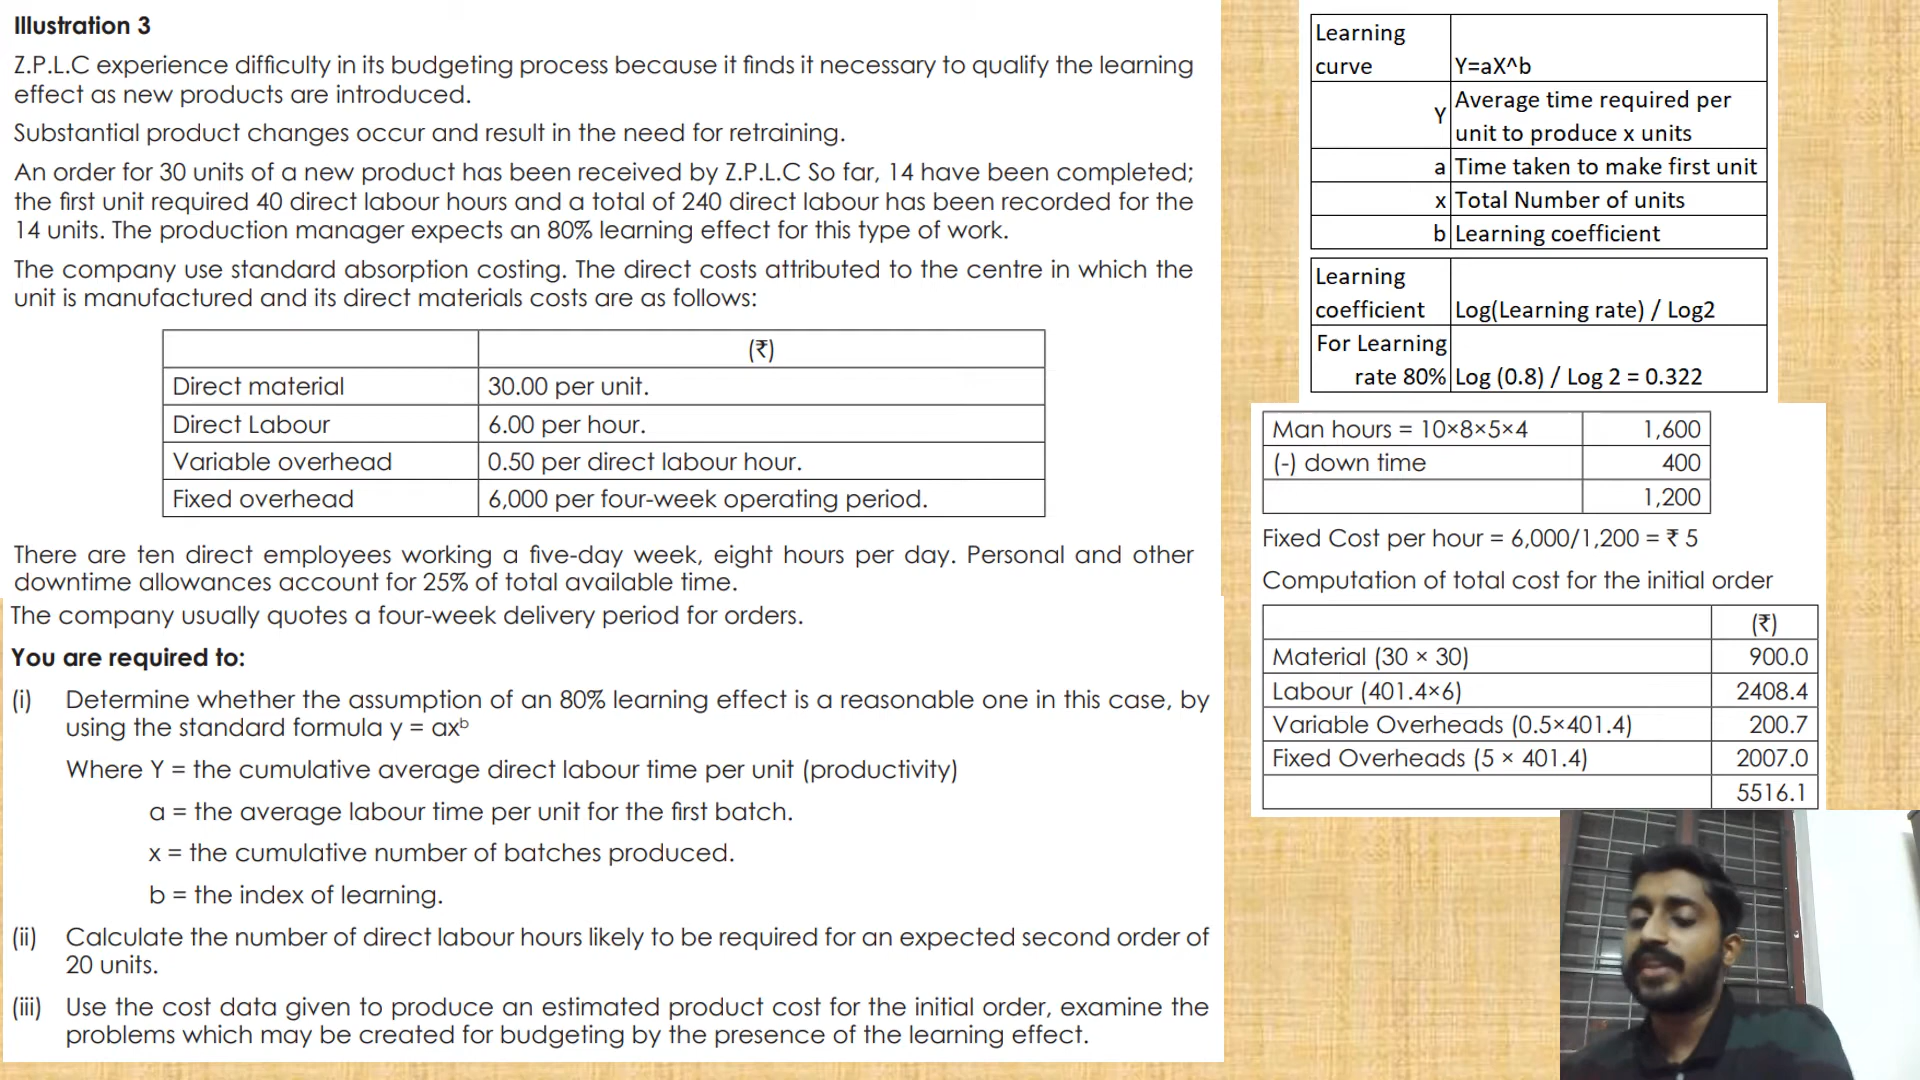 Illustration 3
Z.P.L.C experience difficulty in its budgeting process because it finds it necessary to qualify the learning
effect as new products are introduced.
Substantial product changes occur and result in the need for retraining.
An order for 30 units of a new product has been received by Z.P.L.C So far, 14 have been completed;
the first unit required 40 direct labour hours and a total of 240 direct labour has been recorded for the
14 units. The production manager expects an 80% learning effect for this type of work.
The company use standard absorption costing. The direct costs attributed to the centre in which the
unit is manufactured and its direct materials costs are as follows:
(₹)
Direct material 30.00 per unit.
Direct Labour 6.00 per hour.
Variable overhead 0.50 per direct labour hour.
Fixed overhead 6,000 per four-week operating period.
There are ten direct employees working a five-day week, eight hours per day. Personal and other
downtime allowances account for 25% of total available time.
The company usually quotes a four-week delivery period for orders.
You are required to:
(i) Determine whether the assumption of an 80% learning effect is a reasonable one in this case, by
using the standard formula y = axᵇ
Where Y = the cumulative average direct labour time per unit (productivity)
a = the average labour time per unit for the first batch.
x = the cumulative number of batches produced.
b = the index of learning.
(ii) Calculate the number of direct labour hours likely to be required for an expected second order of
20 units.
(iii) Use the cost data given to produce an estimated product cost for the initial order, examine the
problems which may be created for budgeting by the presence of the learning effect.
Learning
curve Y=aX^b
Y Average time required per
unit to produce x units
a Time taken to make first unit
x Total Number of units
b Learning coefficient
Learning
coefficient Log(Learning rate) / Log2
For Learning
rate 80% Log (0.8) / Log 2 = 0.322
Man hours = 10×8×5×4 1,600
(-) down time 400
1,200
Fixed Cost per hour = 6,000/1,200 = ₹ 5
Computation of total cost for the initial order
(₹)
Material (30 × 30) 900.0
Labour (401.4×6) 2408.4
Variable Overheads (0.5×401.4) 200.7
Fixed Overheads (5 × 401.4) 2007.0
5516.1